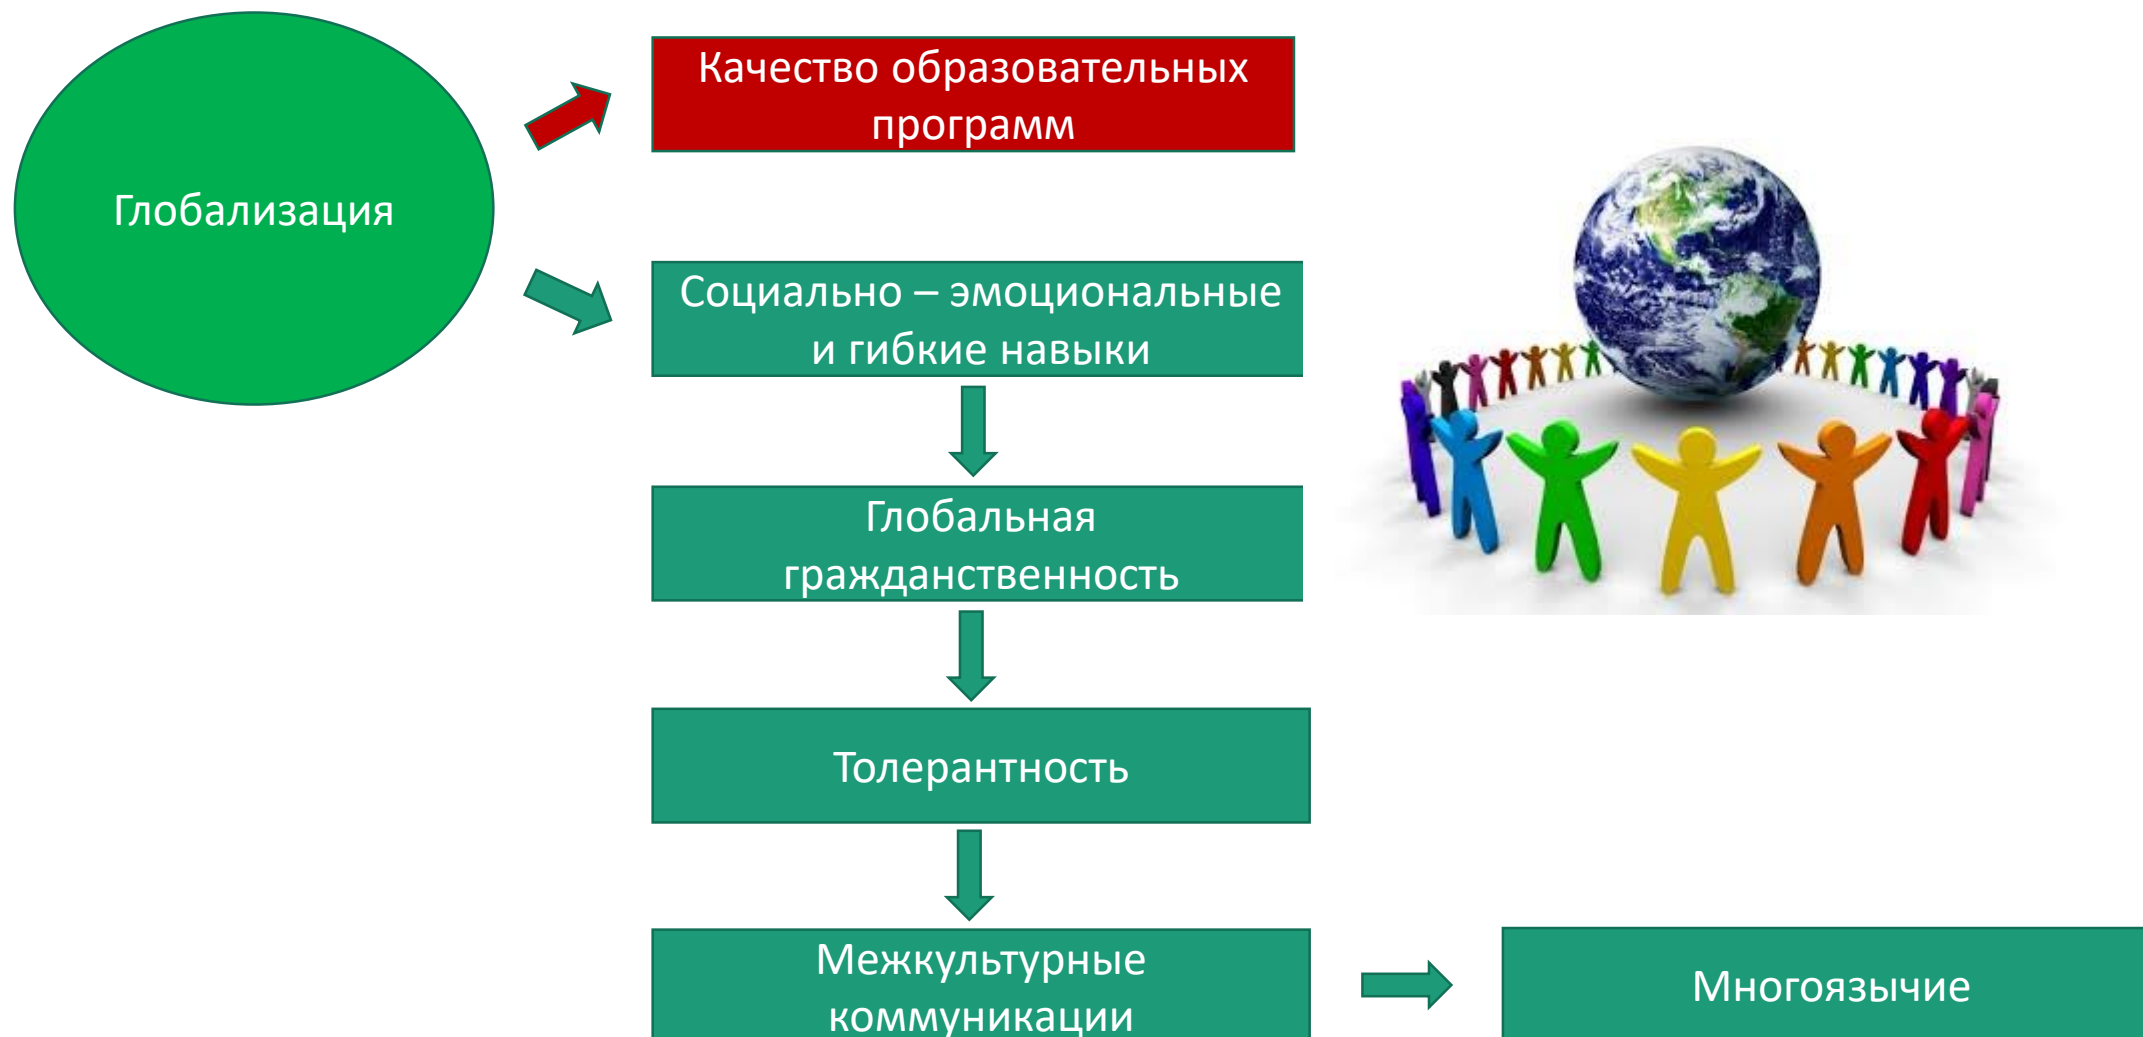 Качество образовательных
программ
Глобализация
Социально – эмоциональные
и гибкие навыки
Глобальная
гражданственность
Толерантность
Межкультурные
коммуникации
Многоязычие